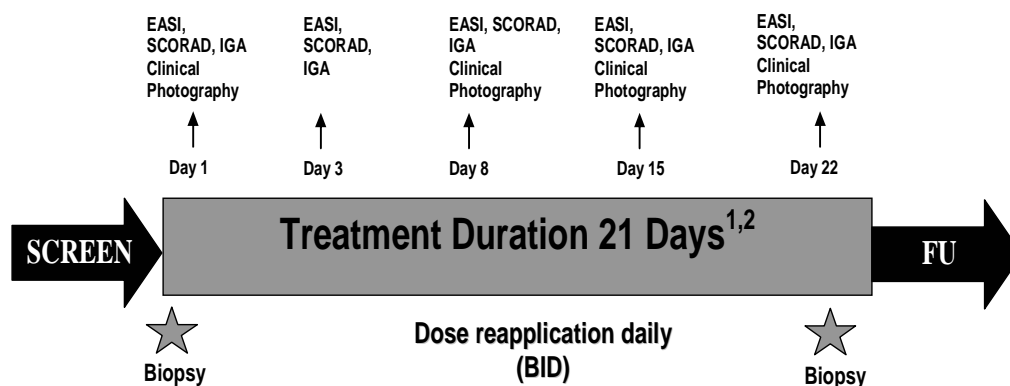 EASI,
SCORAD, IGA
Clinical
Photography
EASI,
SCORAD,
IGA
EASI, SCORAD,
IGA
Clinical
Photography
EASI,
SCORAD, IGA
Clinical
Photography
EASI,
SCORAD, IGA
Clinical
Photography
Day 1
Day 3
Day 8
Day 15
Day 22
SCREEN
Treatment Duration 21 Days1,2
FU
Biopsy
Dose reapplication daily
(BID)
Biopsy